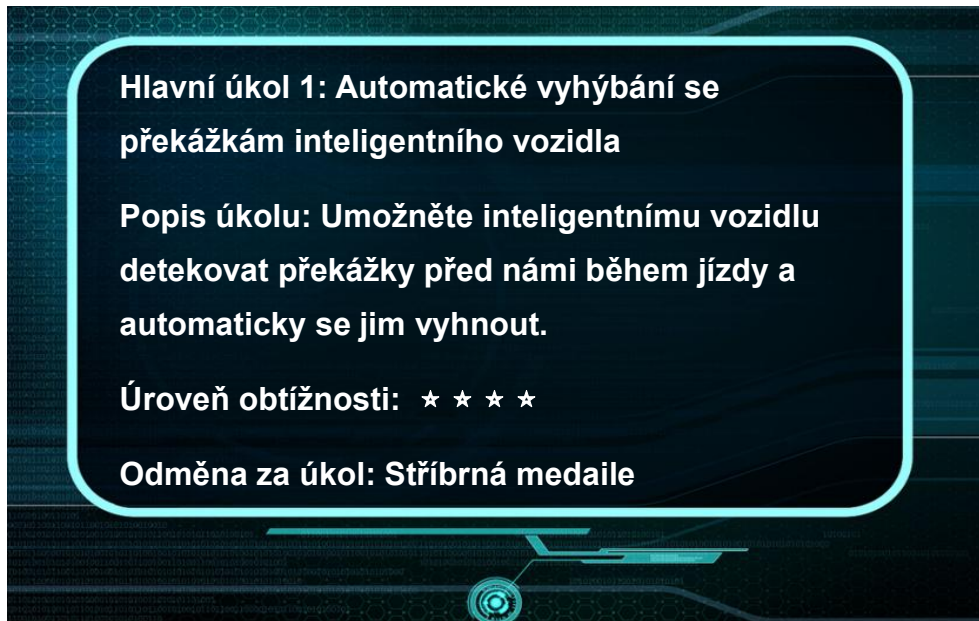 Hlavní úkol 1: Automatické vyhýbání se
překážkám inteligentního vozidla
Popis úkolu: Umožněte inteligentnímu vozidlu
detekovat překážky před námi během jízdy a
automaticky se jim vyhnout.
Úroveň obtížnosti: ★ ★ ★ ★
Odměna za úkol: Stříbrná medaile